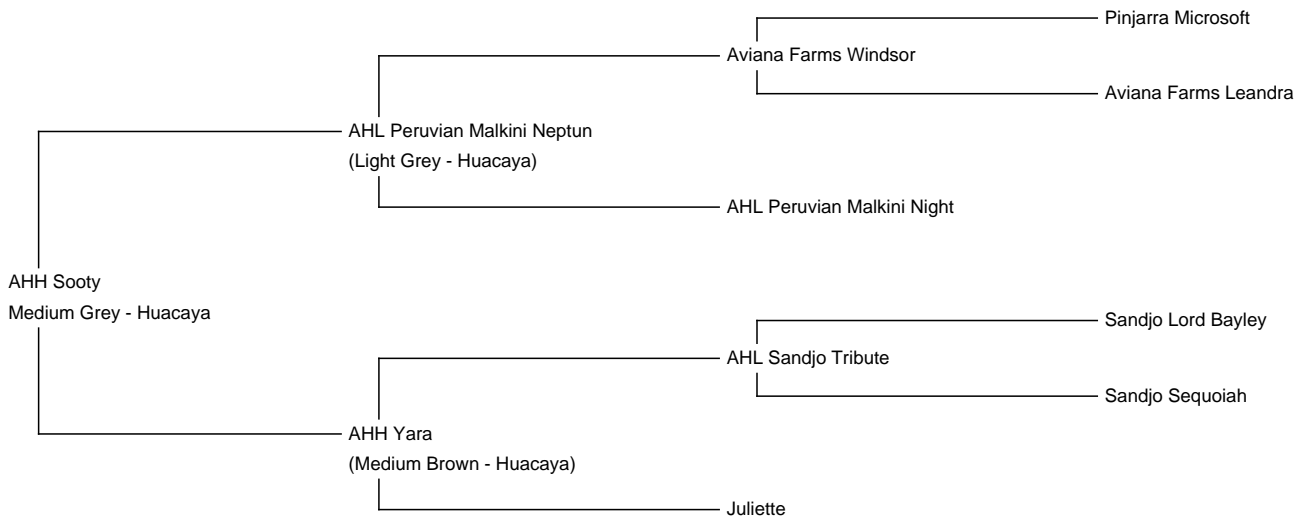 Pinjarra Microsoft
Aviana Farms Windsor
Aviana Farms Leandra
AHL Peruvian Malkini Neptun
(Light Grey - Huacaya)
AHL Peruvian Malkini Night
AHH Sooty
Medium Grey - Huacaya
Sandjo Lord Bayley
AHL Sandjo Tribute
Sandjo Sequoiah
AHH Yara
(Medium Brown - Huacaya)
Juliette